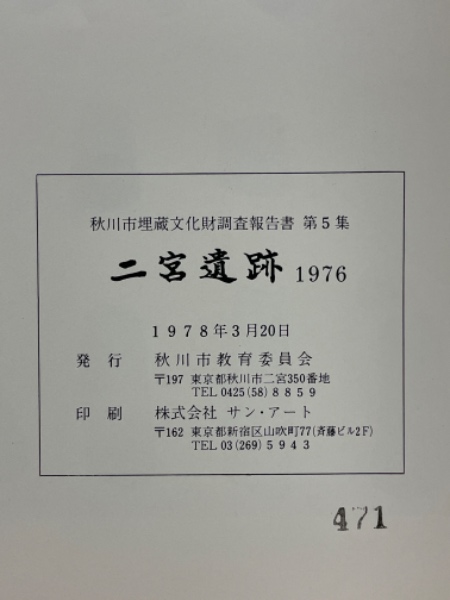 秋川市埋蔵文化財調査報告書 第5集
二宮遺跡 1976
1978年3月20日
発行 秋川市教育委員会
〒197 東京都秋川市二宮350番地
TEL 0425(58)8859
印刷 株式会社 サン・アート
〒162 東京都新宿区山吹町77(斉藤ビル2F)
TEL 03(269)5943
471